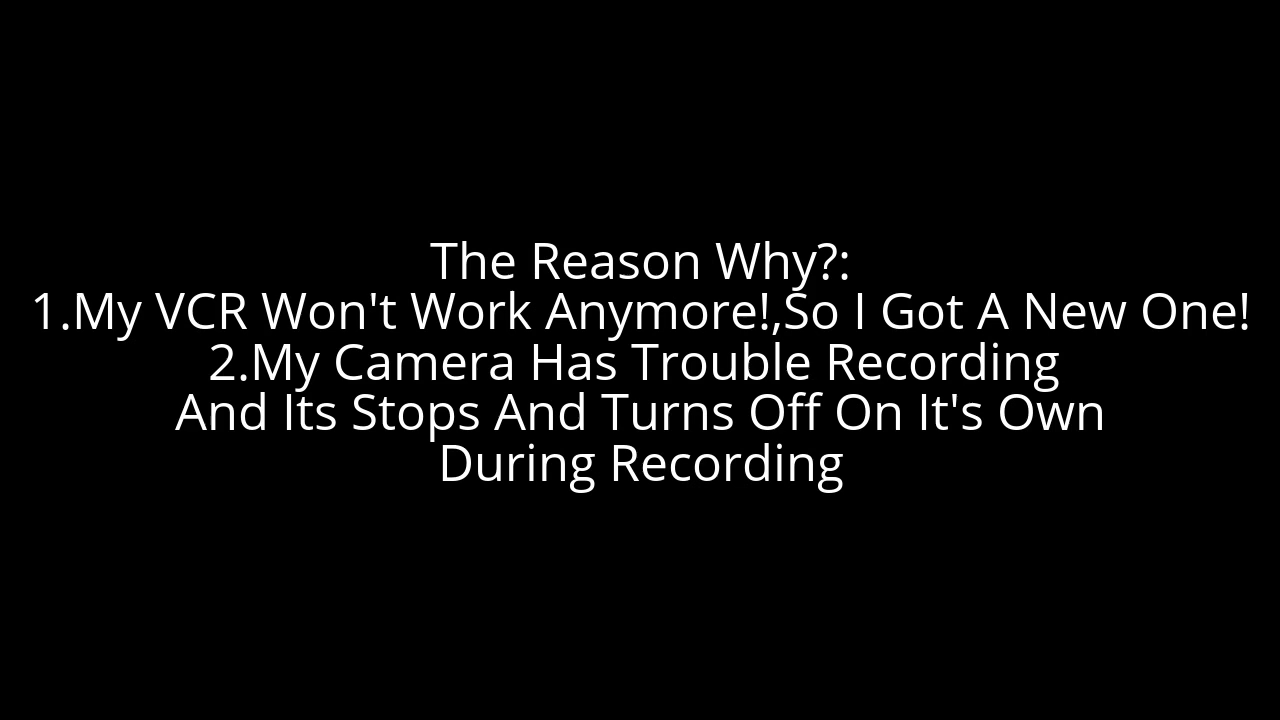 The Reason Why?:
1.My VCR Won't Work Anymore!,So I Got A New One!
2.My Camera Has Trouble Recording
And Its Stops And Turns Off On It's Own
During Recording